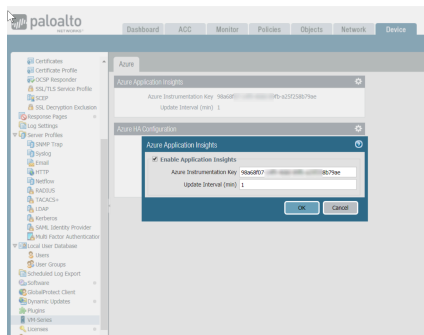 paloalto
NETWORKS
Dashboard
ACC
Monitor
Policies
Objects
Network
Device
Certificates
Certificate Profile
OCSP Responder
SSL/TLS Service Profile
SCEP
SSL Decryption Exclusion
Response Pages
Log Settings
Server Profiles
SNMP Trap
Syslog
Email
HTTP
Netflow
RADIUS
TACACS+
LDAP
Kerberos
SAML Identity Provider
Multi Factor Authentication
Local User Database
Users
User Groups
Scheduled Log Export
Software
GlobalProtect Client
Dynamic Updates
Plugins
VM-Series
Licenses
Azure
Azure Application Insights
Azure Instrumentation Key
Update Interval (min) 1
Azure HA Configuration
Azure Application Insights
Enable Application Insights
Azure Instrumentation Key 98a68f07 8b79ae
Update Interval (min) 1
OK
Cancel